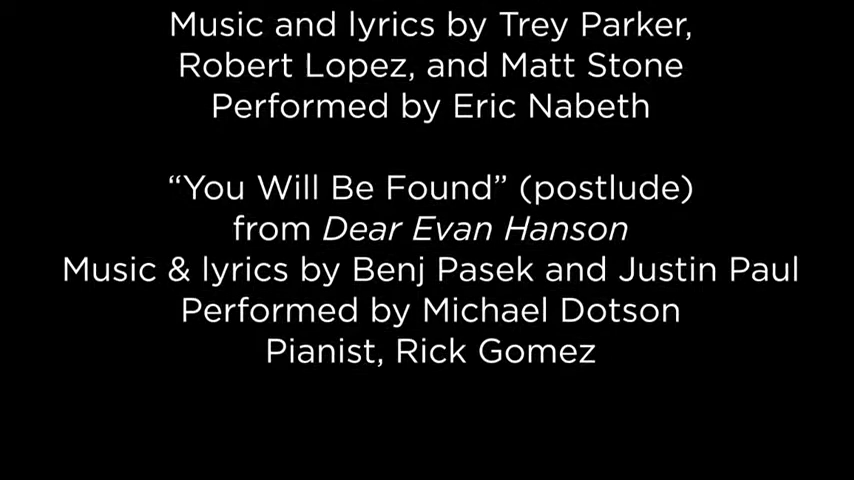 Music and lyrics by Trey Parker,
Robert Lopez, and Matt Stone
Performed by Eric Nabeth
“You Will Be Found” (postlude)
from Dear Evan Hanson
Music & lyrics by Benj Pasek and Justin Paul
Performed by Michael Dotson
Pianist, Rick Gomez